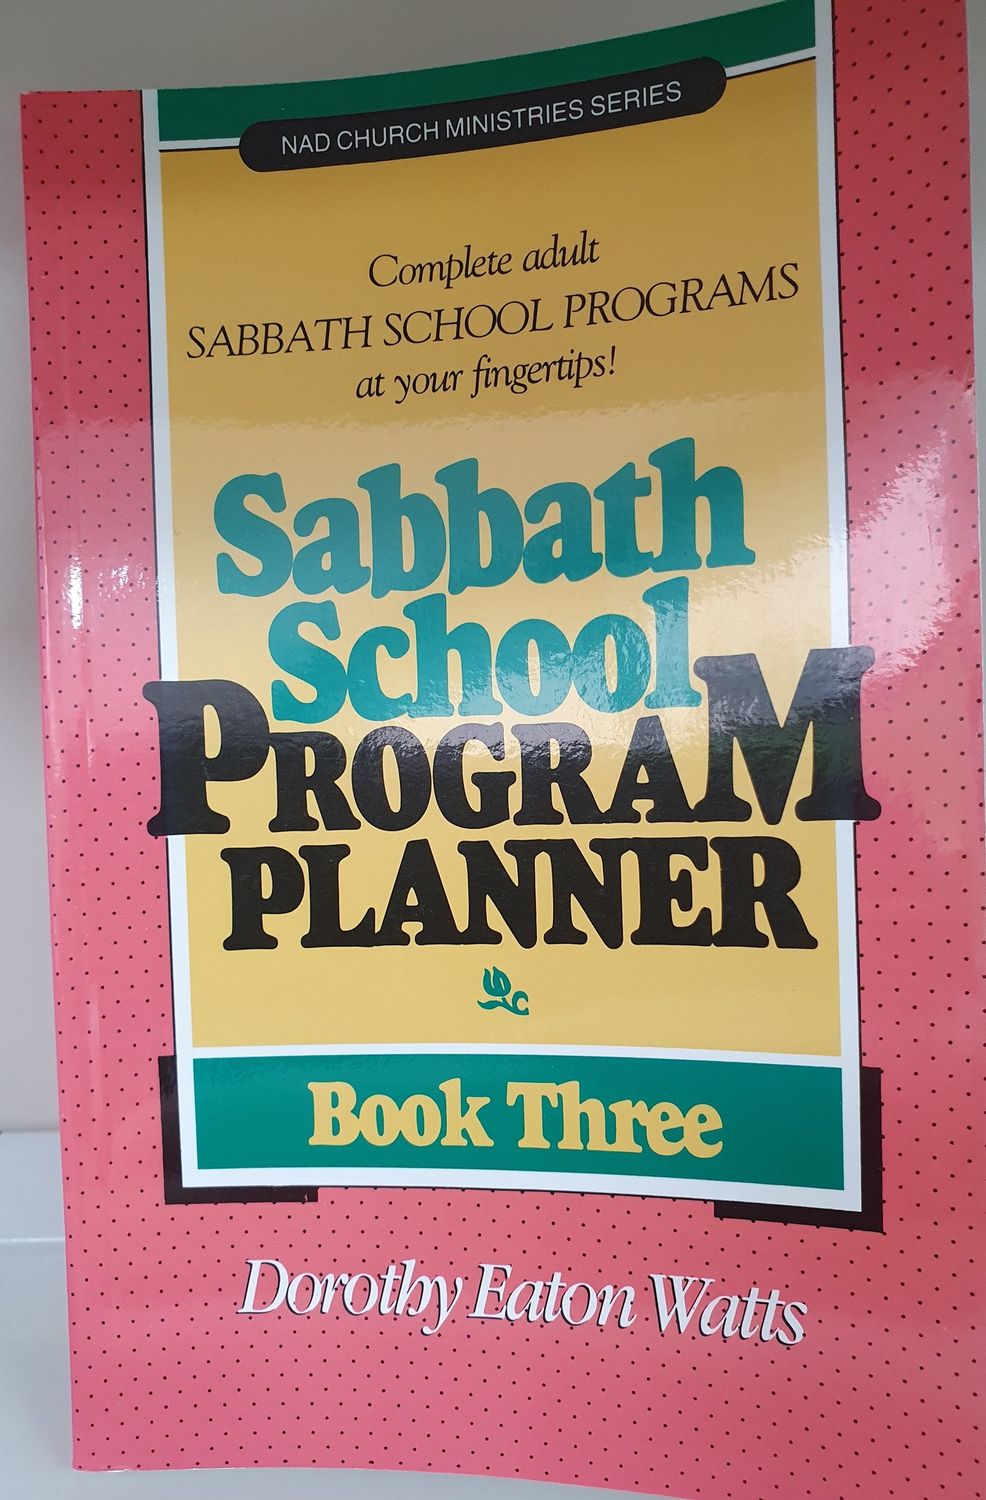 NAD CHURCH MINISTRIES SERIES
Complete adult
SABBATH SCHOOL PROGRAMS
at your fingertips!
Sabbath
School
PROGRAM
PLANNER
Book Three
Dorothy Eaton Watts